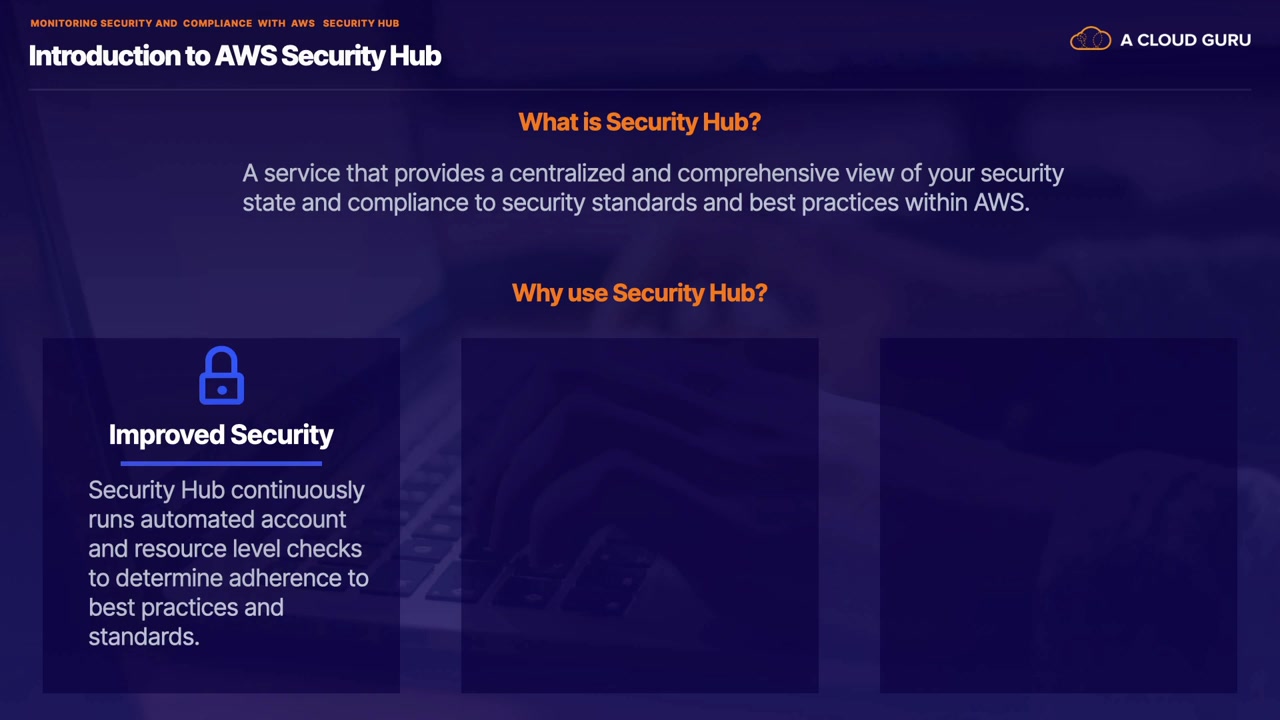 MONITORING SECURITY AND COMPLIANCE WITH AWS SECURITY HUB
Introduction to AWS Security Hub
A CLOUD GURU
What is Security Hub?
A service that provides a centralized and comprehensive view of your security
state and compliance to security standards and best practices within AWS.
Why use Security Hub?
Improved Security
Security Hub continuously
runs automated account
and resource level checks
to determine adherence to
best practices and
standards.